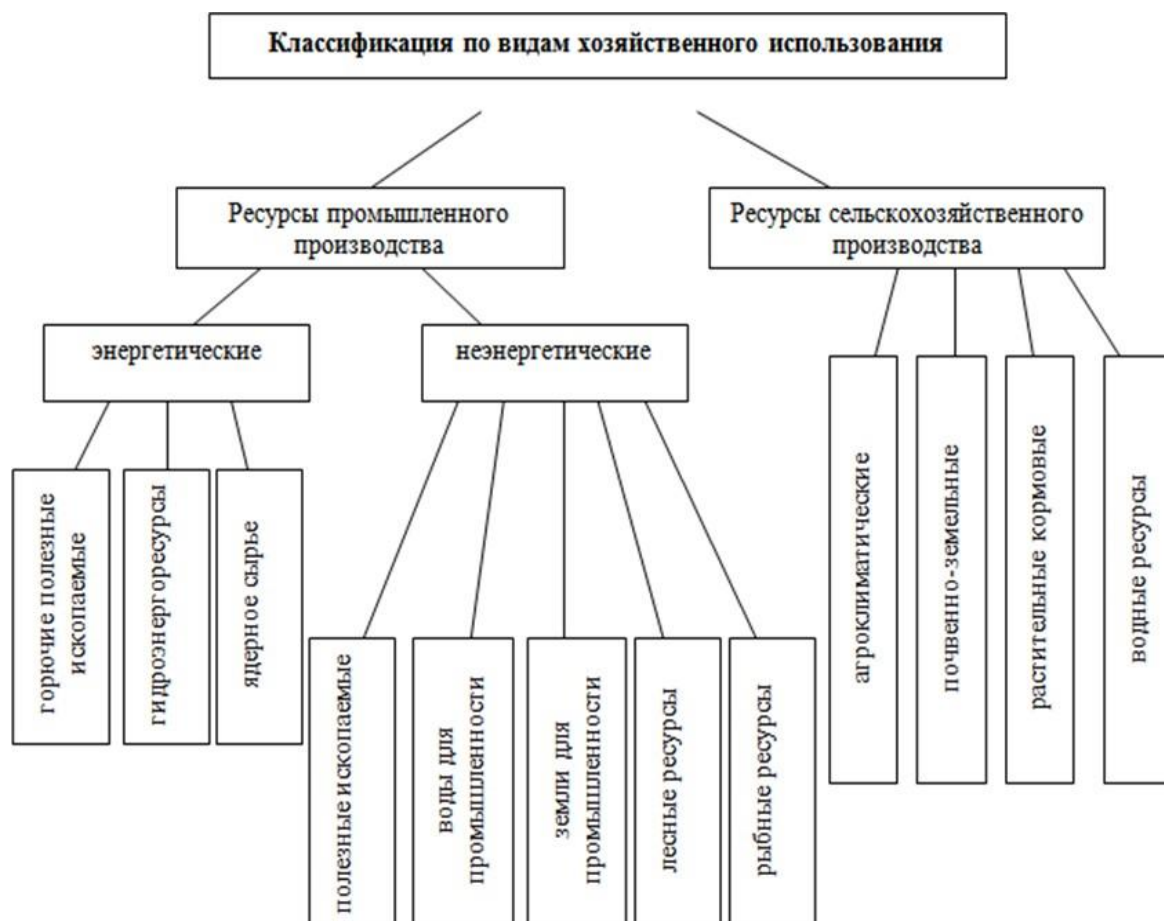 Классификация по видам хозяйственного использования
Ресурсы промышленного
производства
Ресурсы сельскохозяйственного
производства
энергетические
неэнергетические
горючие полезные
ископаемые
гидроэнергоресурсы
ядерное сырье
полезные ископаемые
воды для
промышленности
земли для
промышленности
лесные ресурсы
рыбные ресурсы
агроклиматические
почвенно-земельные
растительные кормовые
водные ресурсы